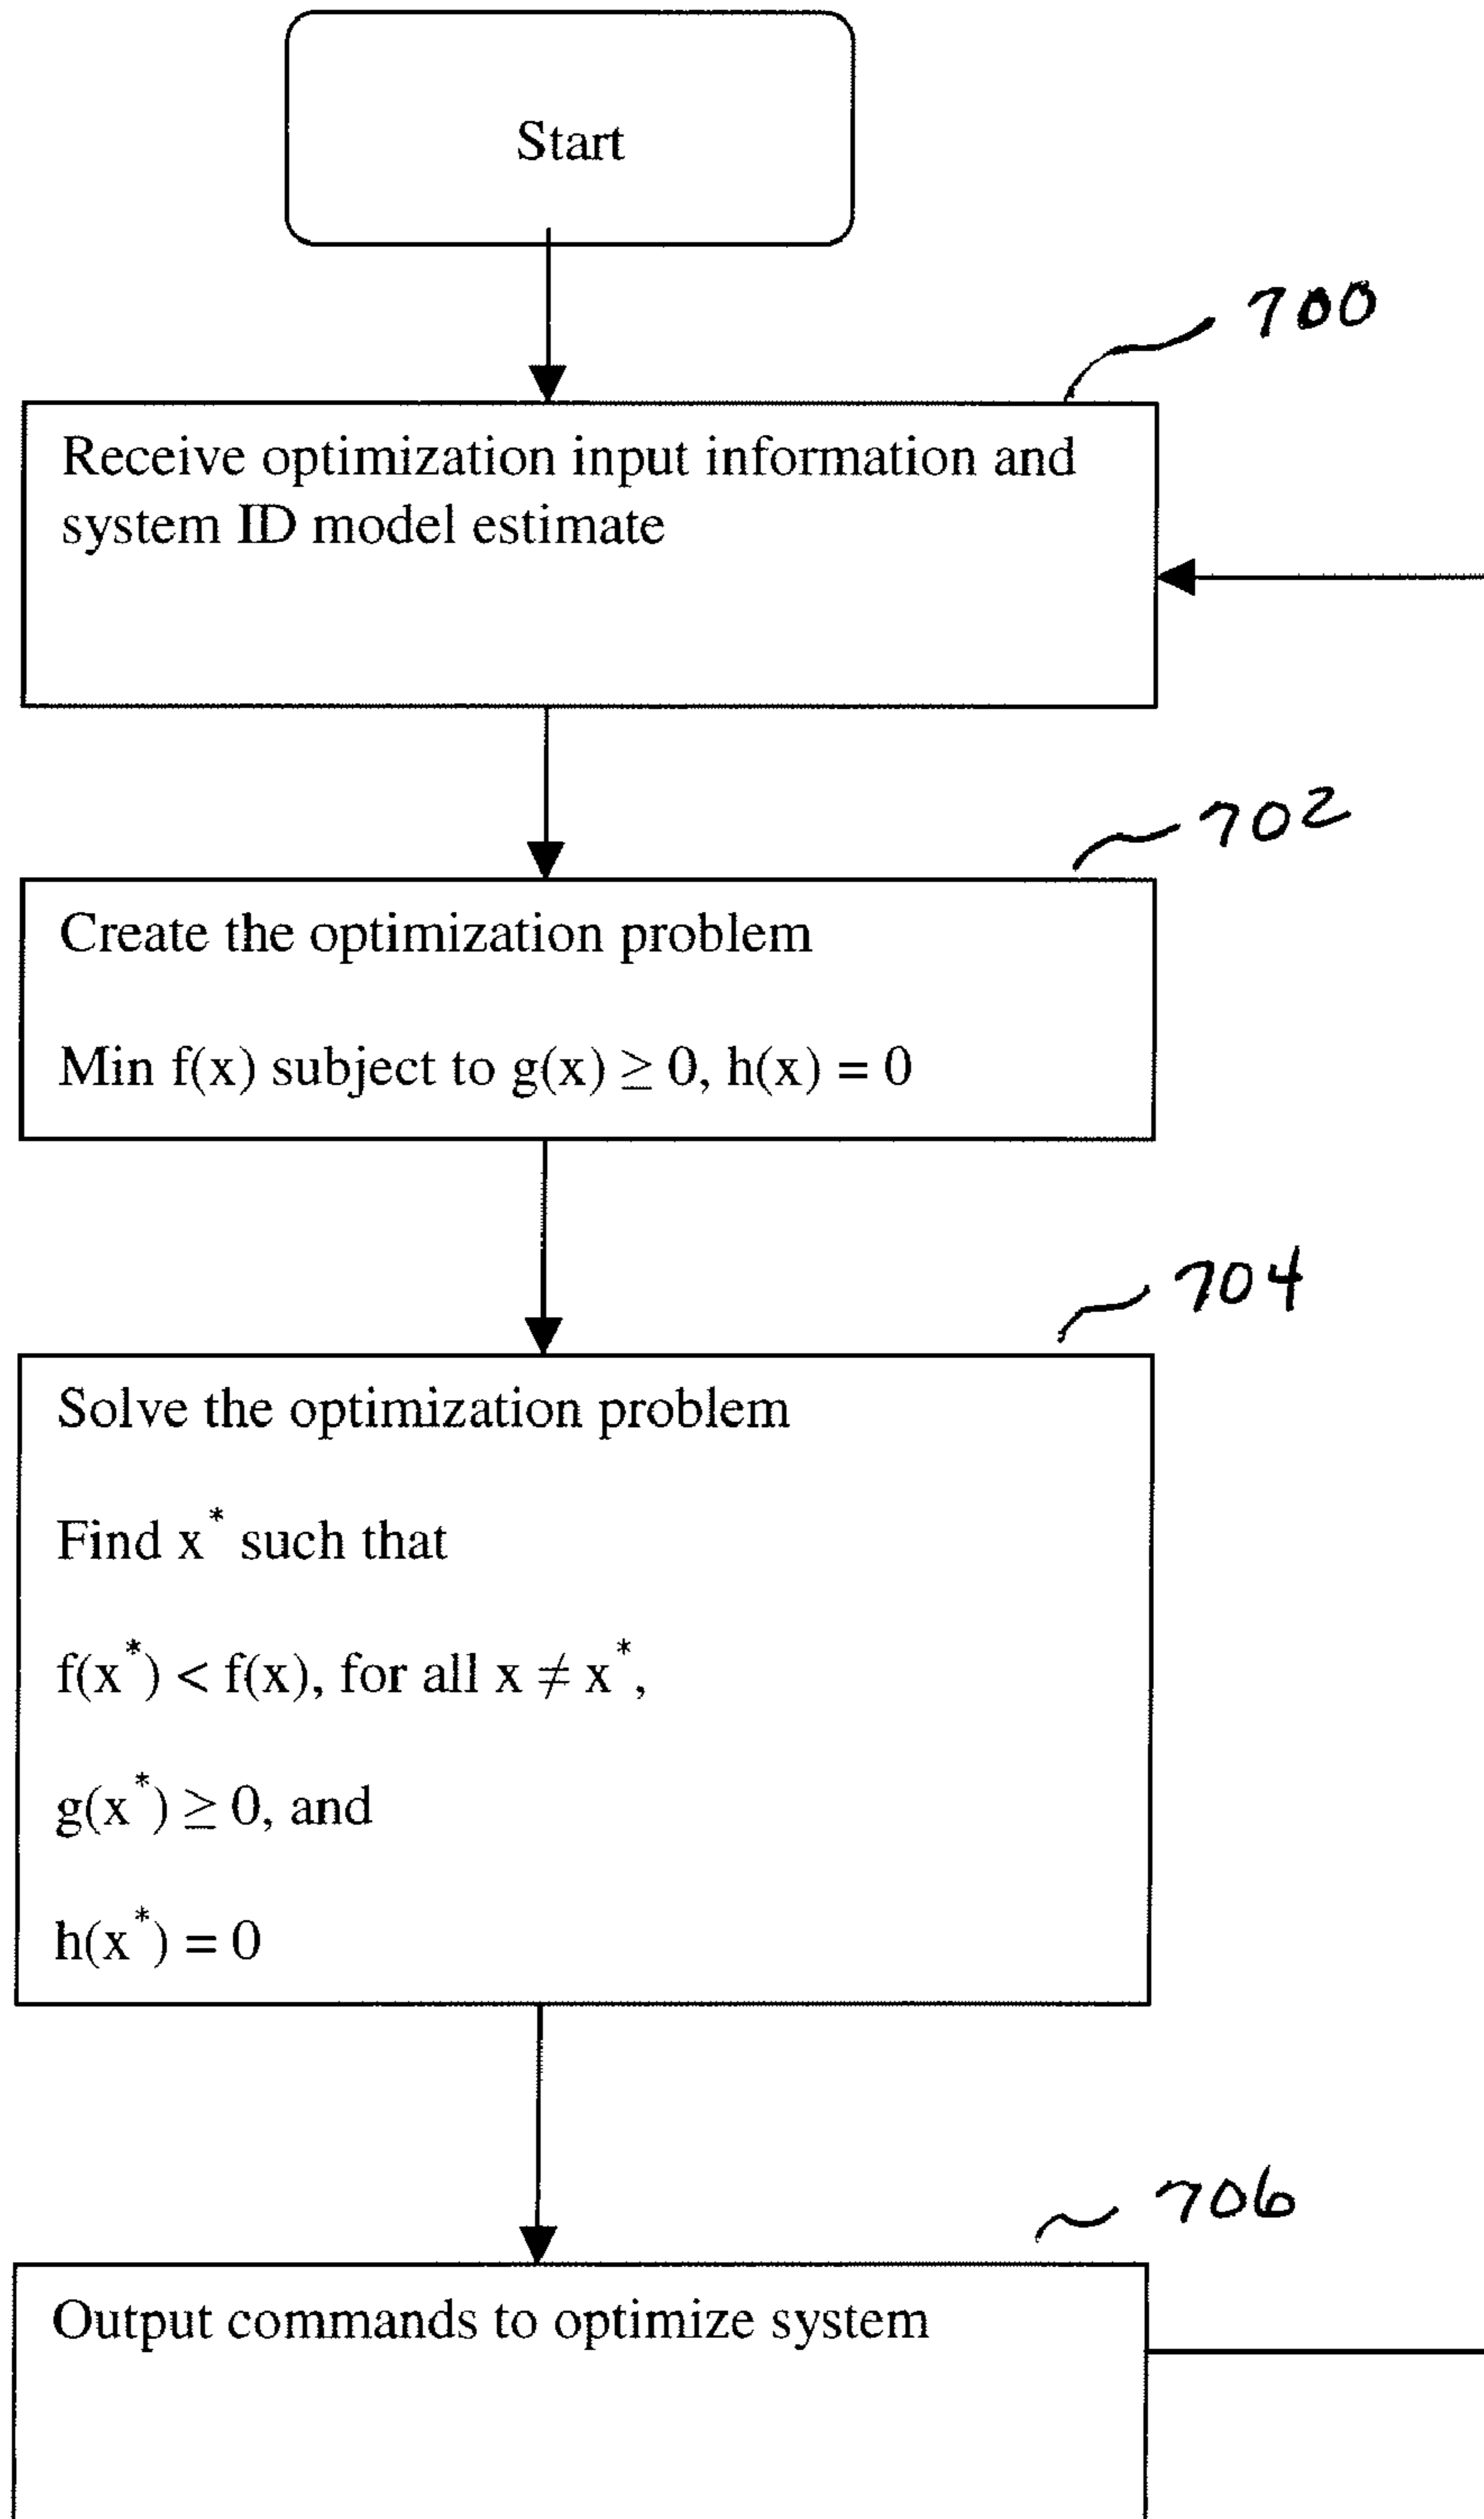 Start
700
Receive optimization input information and
system ID model estimate
702
Create the optimization problem
Min f(x) subject to g(x) ≥ 0, h(x) = 0
704
Solve the optimization problem
Find x* such that
f(x*) < f(x), for all x ≠ x*,
g(x*) ≥ 0, and
h(x*) = 0
706
Output commands to optimize system